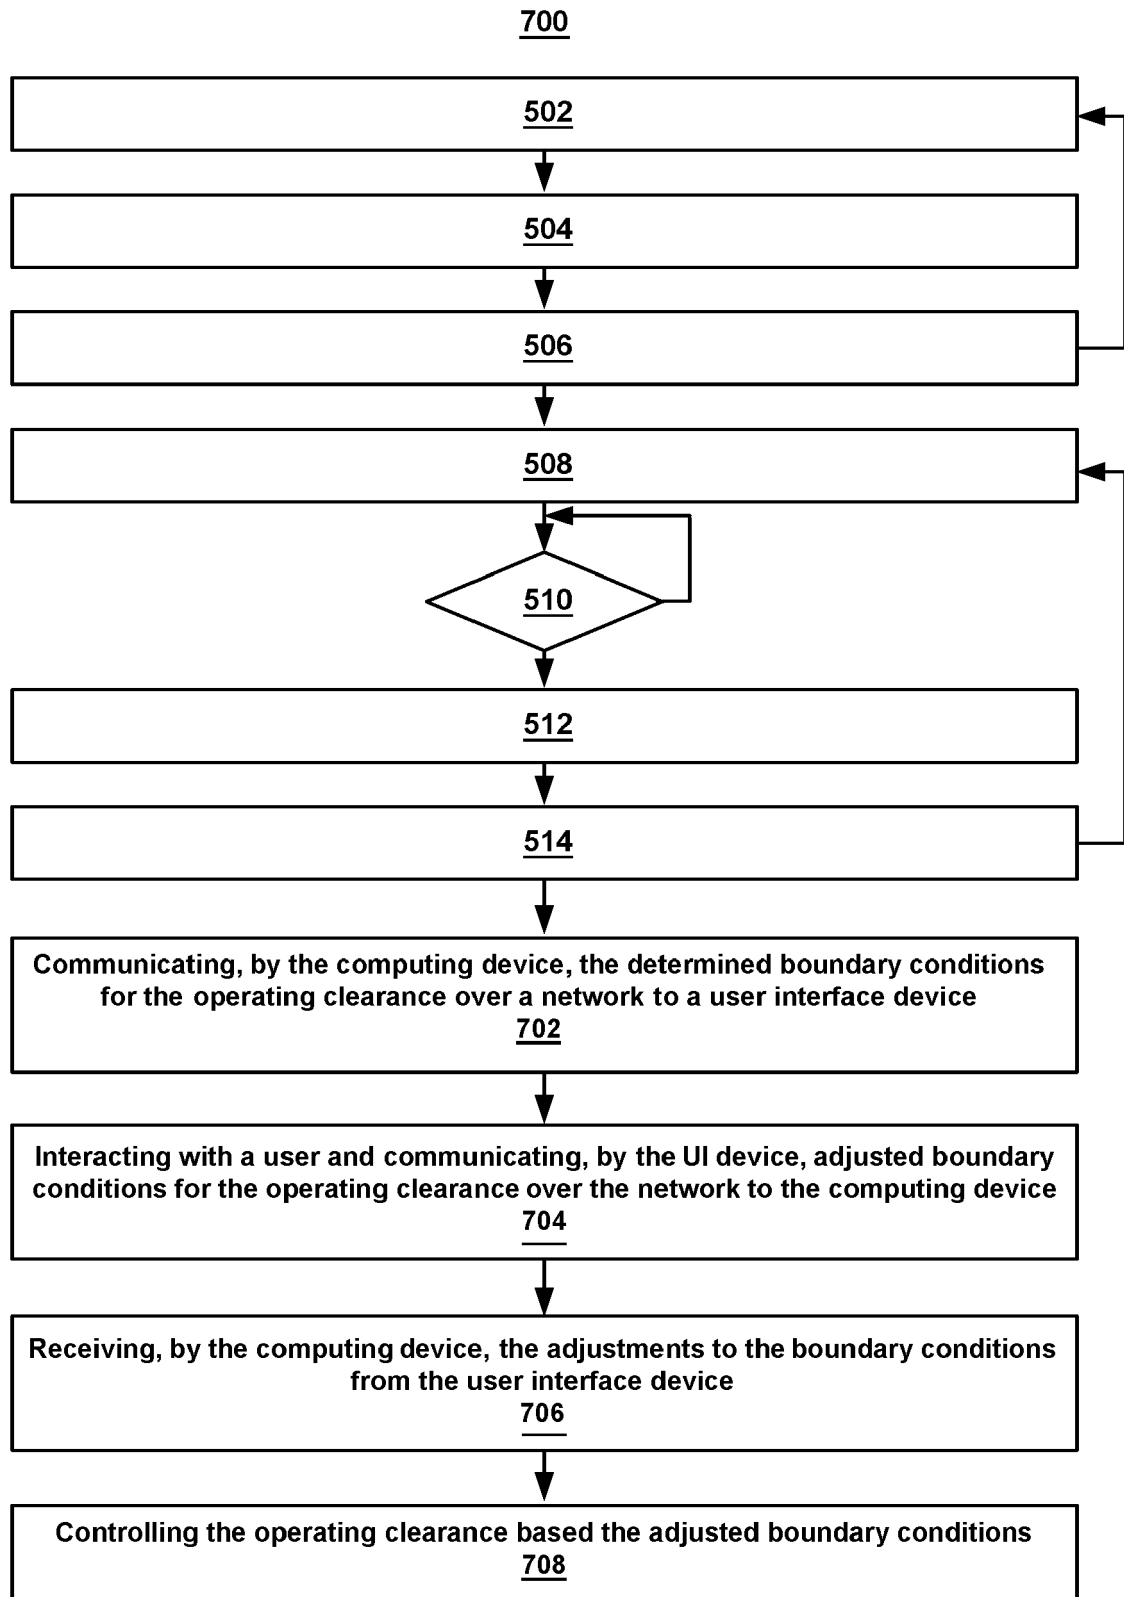 700
502
504
506
508
510
512
514
Communicating, by the computing device, the determined boundary conditions
for the operating clearance over a network to a user interface device
702
Interacting with a user and communicating, by the UI device, adjusted boundary
conditions for the operating clearance over the network to the computing device
704
Receiving, by the computing device, the adjustments to the boundary conditions
from the user interface device
706
Controlling the operating clearance based the adjusted boundary conditions
708